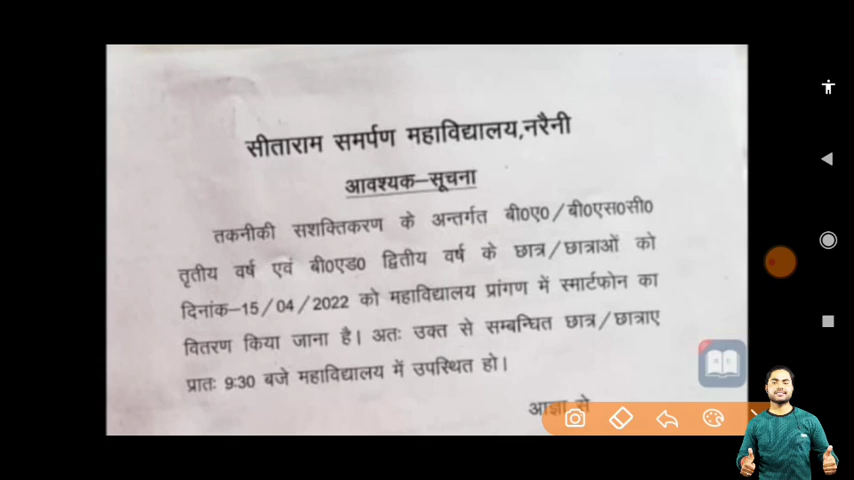 सीताराम समर्पण महाविद्यालय,नरैनी
आवश्यक–सूचना
तकनीकी सशक्तिकरण के अन्तर्गत बी0ए0/बी0एस0सी0
तृतीय वर्ष एवं बी0एड0 द्वितीय वर्ष के छात्र/छात्राओं को
दिनांक–15/04/2022 को महाविद्यालय प्रांगण में स्मार्टफोन का
वितरण किया जाना है। अतः उक्त से सम्बन्धित छात्र/छात्राए
प्रातः 9:30 बजे महाविद्यालय में उपस्थित हो।
आज्ञा से